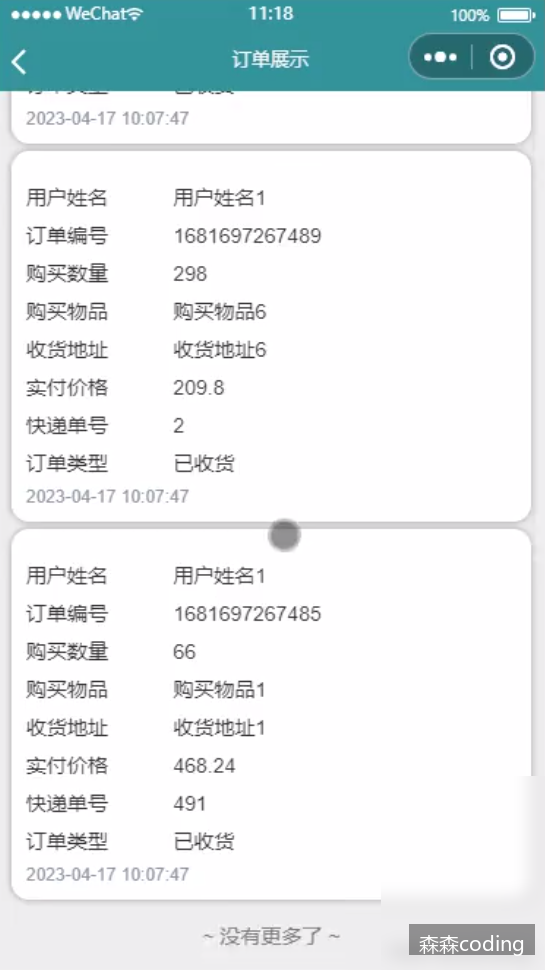 WeChat 11:18 100%
订单展示
2023-04-17 10:07:47
用户姓名 用户姓名1
订单编号 1681697267489
购买数量 298
购买物品 购买物品6
收货地址 收货地址6
实付价格 209.8
快递单号 2
订单类型 已收货
2023-04-17 10:07:47
用户姓名 用户姓名1
订单编号 1681697267485
购买数量 66
购买物品 购买物品1
收货地址 收货地址1
实付价格 468.24
快递单号 491
订单类型 已收货
2023-04-17 10:07:47
~ 没有更多了 ~
森森coding